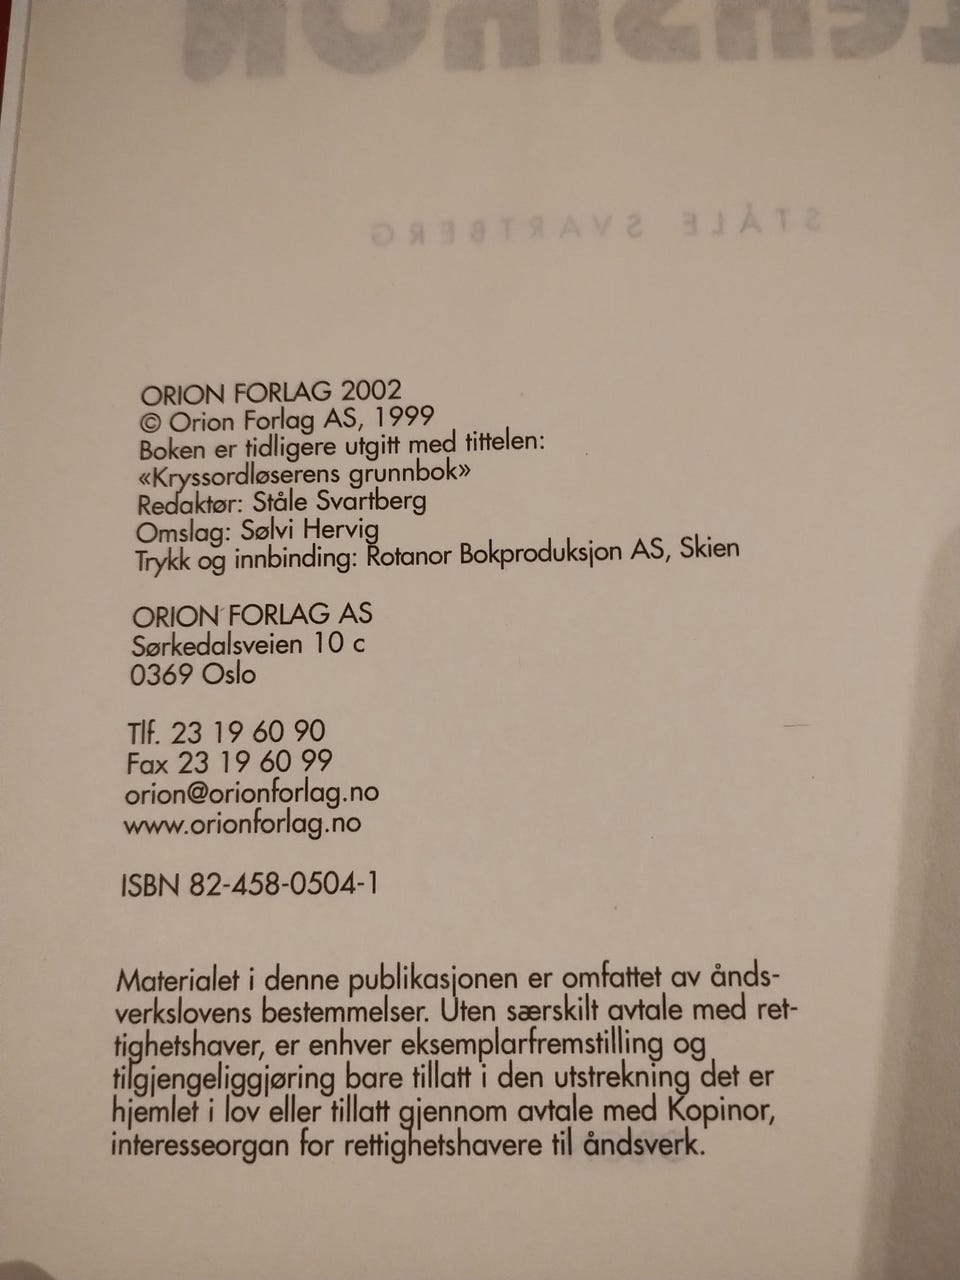 STÅLE SVARTBERG
ORION FORLAG 2002
© Orion Forlag AS, 1999
Boken er tidligere utgitt med tittelen:
«Kryssordløserens grunnbok»
Redaktør: Ståle Svartberg
Omslag: Sølvi Hervig
Trykk og innbinding: Rotanor Bokproduksjon AS, Skien
ORION FORLAG AS
Sørkedalsveien 10 c
0369 Oslo
Tlf. 23 19 60 90
Fax 23 19 60 99
orion@orionforlag.no
www.orionforlag.no
ISBN 82-458-0504-1
Materialet i denne publikasjonen er omfattet av ånds-
verkslovens bestemmelser. Uten særskilt avtale med ret-
tighetshaver, er enhver eksemplarfremstilling og
tilgjengeliggjøring bare tillatt i den utstrekning det er
hjemlet i lov eller tillatt gjennom avtale med Kopinor,
interesseorgan for rettighetshavere til åndsverk.